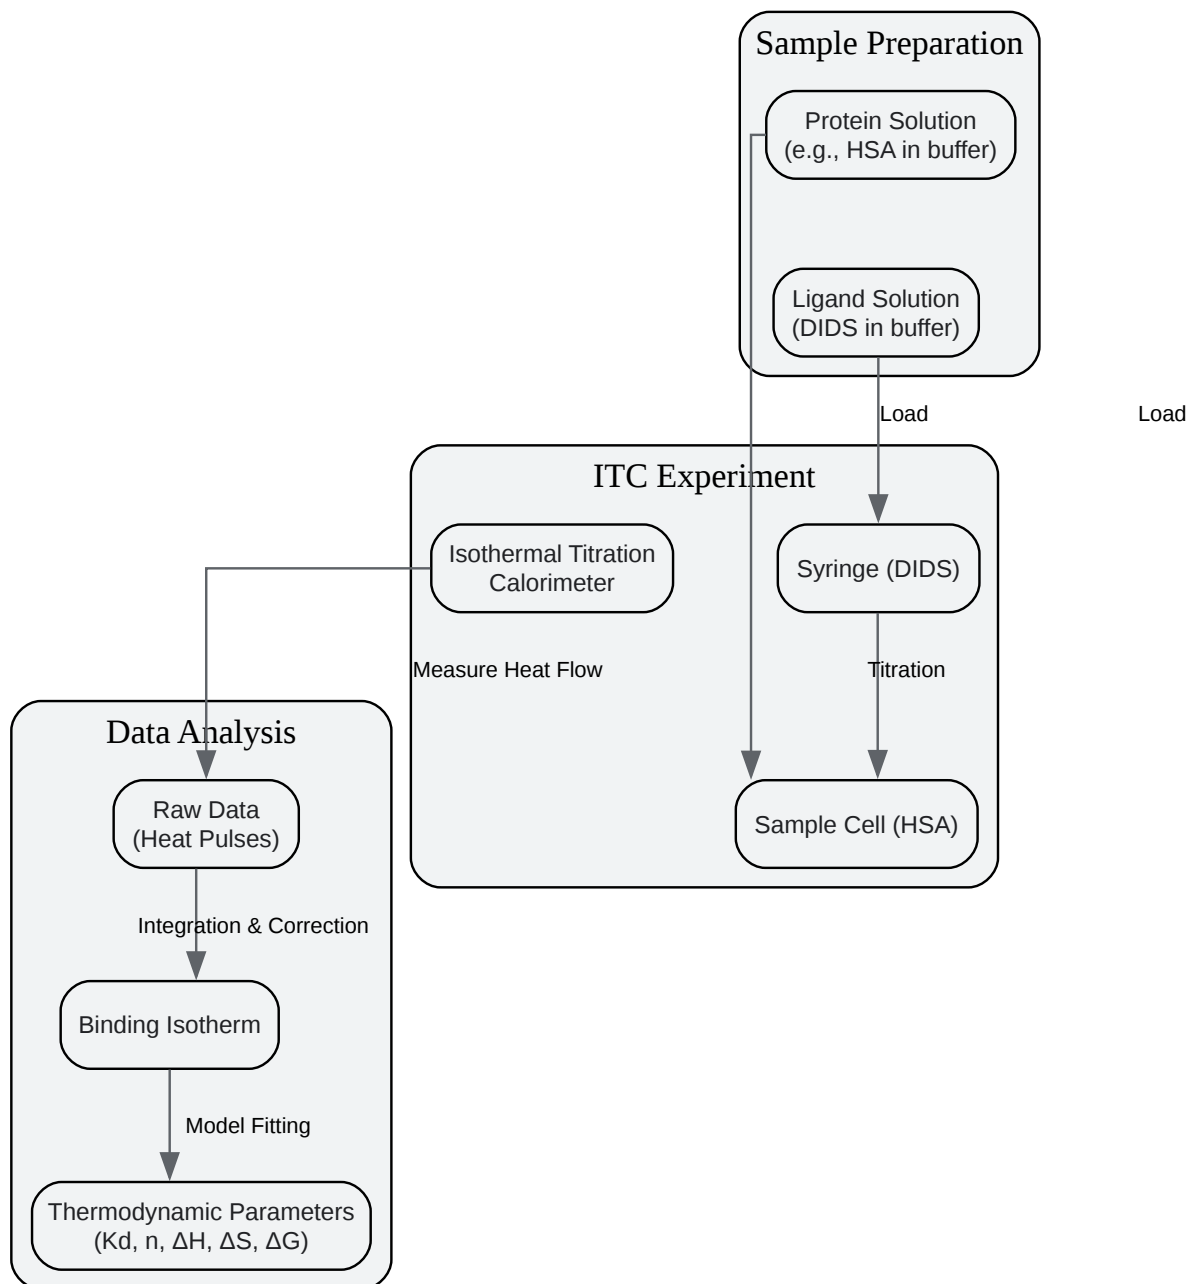 Sample Preparation
Protein Solution
(e.g., HSA in buffer)
Ligand Solution
(DIDS in buffer)
Load
Load
ITC Experiment
Isothermal Titration
Calorimeter
Syringe (DIDS)
Measure Heat Flow
Titration
Sample Cell (HSA)
Data Analysis
Raw Data
(Heat Pulses)
Integration & Correction
Binding Isotherm
Model Fitting
Thermodynamic Parameters
(Kd, n, ΔH, ΔS, ΔG)